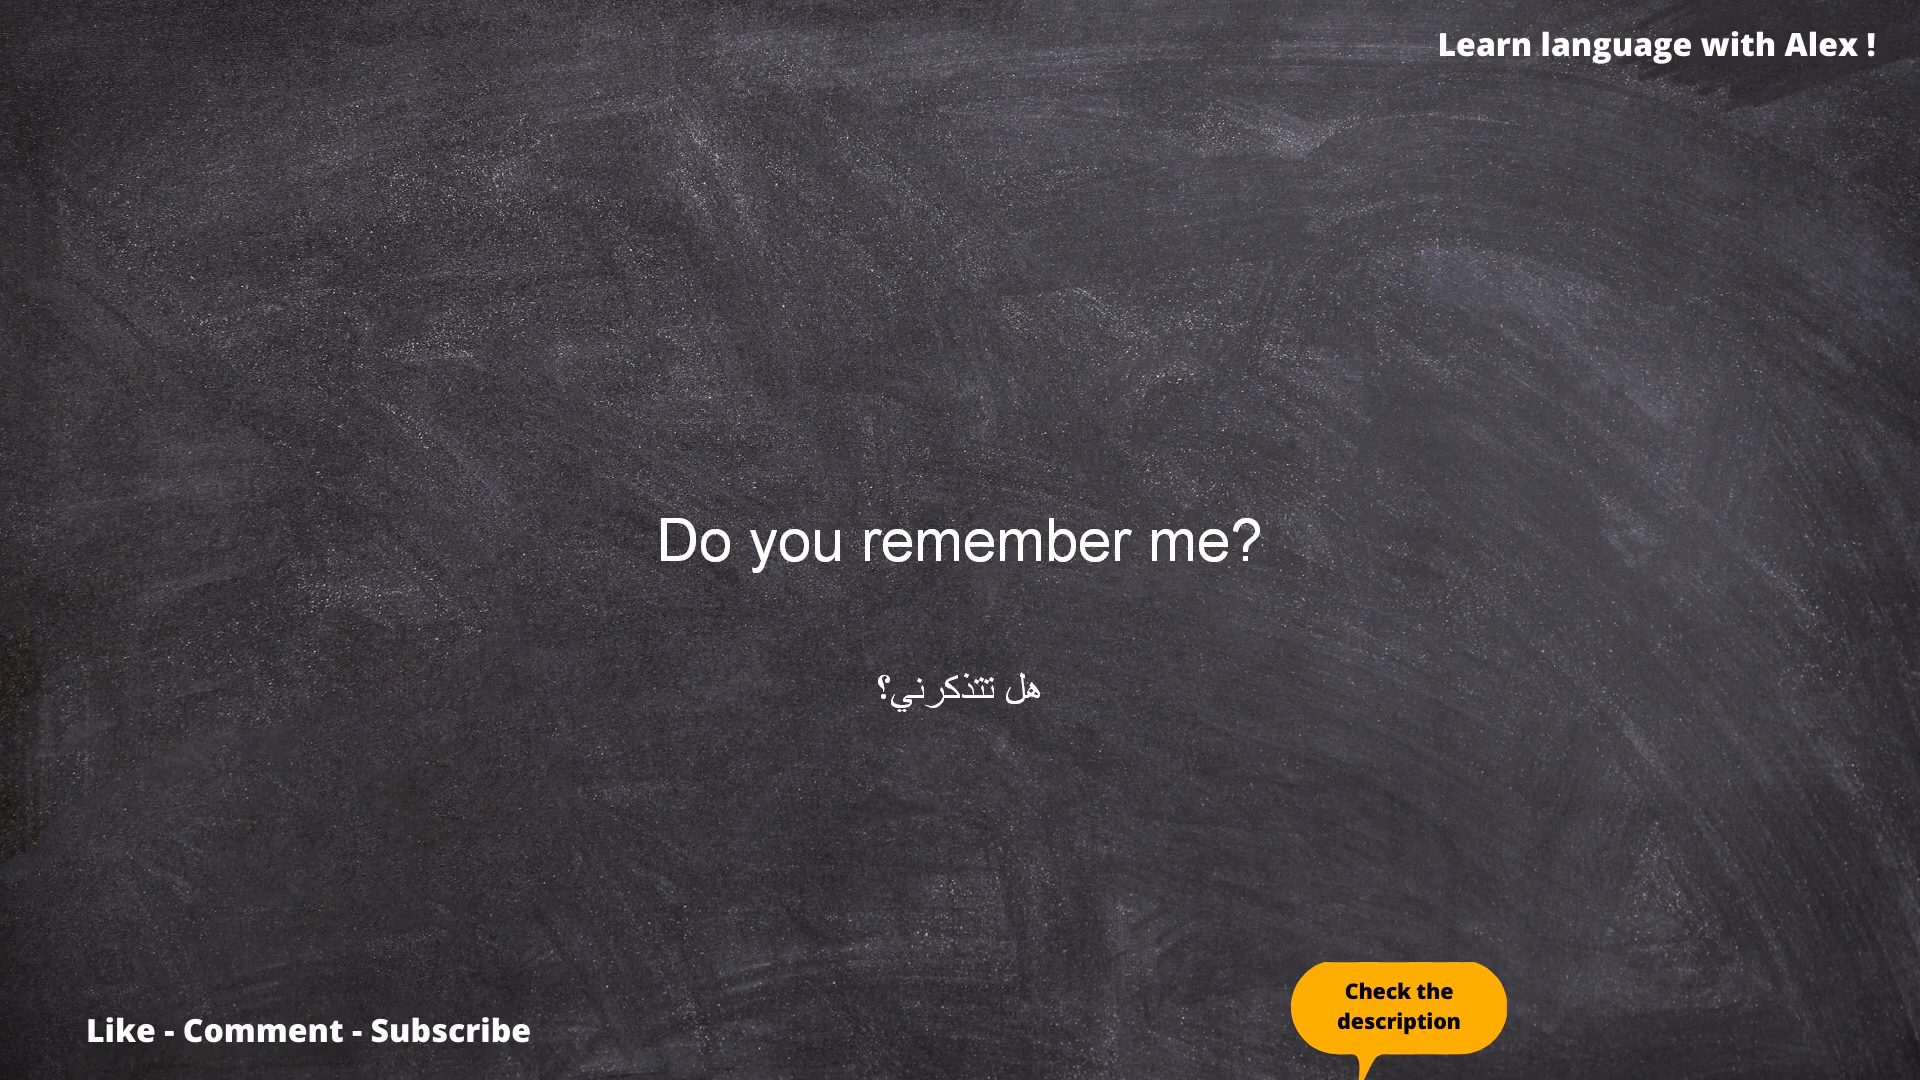 Learn language with Alex !
Do you remember me?
هل تتذكرني؟
Check the
description
Like - Comment - Subscribe